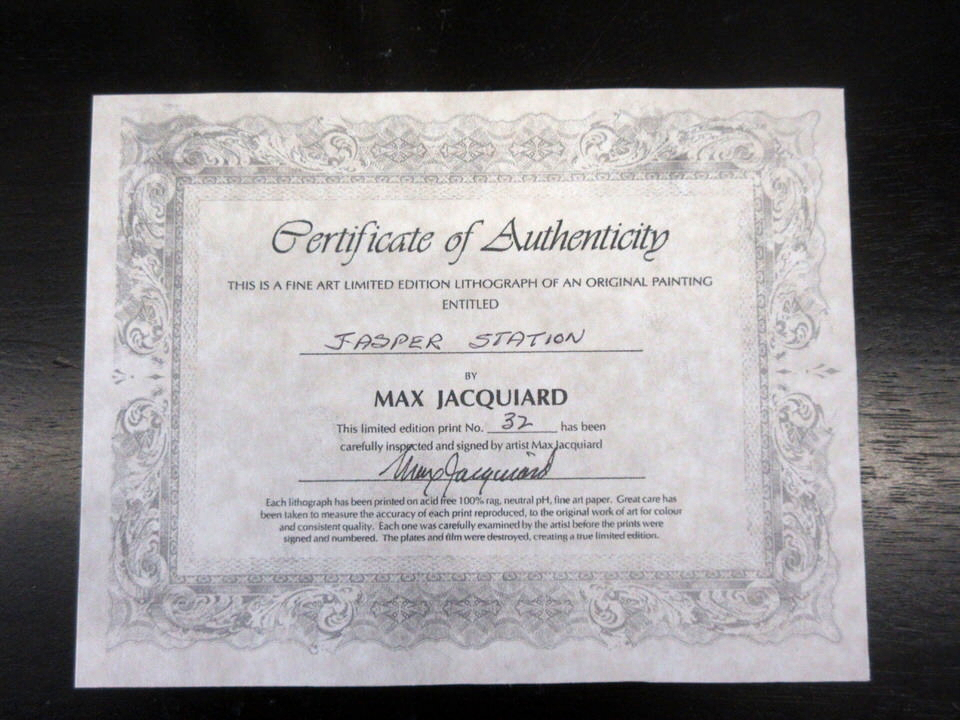 Certificate of Authenticity
THIS IS A FINE ART LIMITED EDITION LITHOGRAPH OF AN ORIGINAL PAINTING
ENTITLED
JASPER STATION
BY
MAX JACQUIARD
This limited edition print No. 32 has been
carefully inspected and signed by artist Max Jacquiard
Max Jacquiard
Each lithograph has been printed on acid free 100% rag, neutral pH, fine art paper. Great care has
been taken to measure the accuracy of each print reproduced, to the original work of art for colour
and consistent quality. Each one was carefully examined by the artist before the prints were
signed and numbered. The plates and film were destroyed, creating a true limited edition.